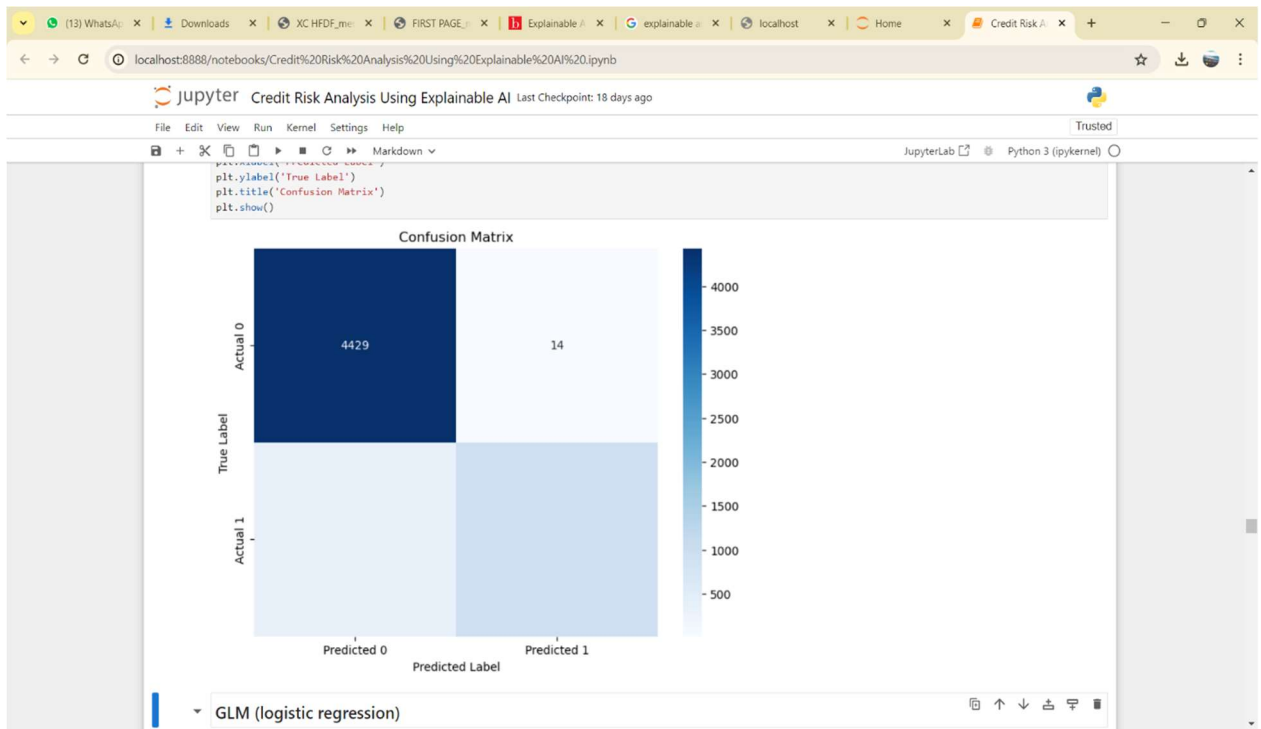 (13) WhatsAp
Downloads
XC HFDF_me
FIRST PAGE_
Explainable A
explainable a
localhost
Home
Credit Risk A
localhost:8888/notebooks/Credit%20Risk%20Analysis%20Using%20Explainable%20AI%20.ipynb
jupyter Credit Risk Analysis Using Explainable AI Last Checkpoint: 18 days ago
File Edit View Run Kernel Settings Help
Trusted
Markdown
JupyterLab
Python 3 (ipykernel)
plt.xlabel('Predicted Label')
plt.ylabel('True Label')
plt.title('Confusion Matrix')
plt.show()
Confusion Matrix
4429
14
Actual 0
True Label
Actual 1
4000
3500
3000
2500
2000
1500
1000
500
Predicted 0
Predicted 1
Predicted Label
GLM (logistic regression)